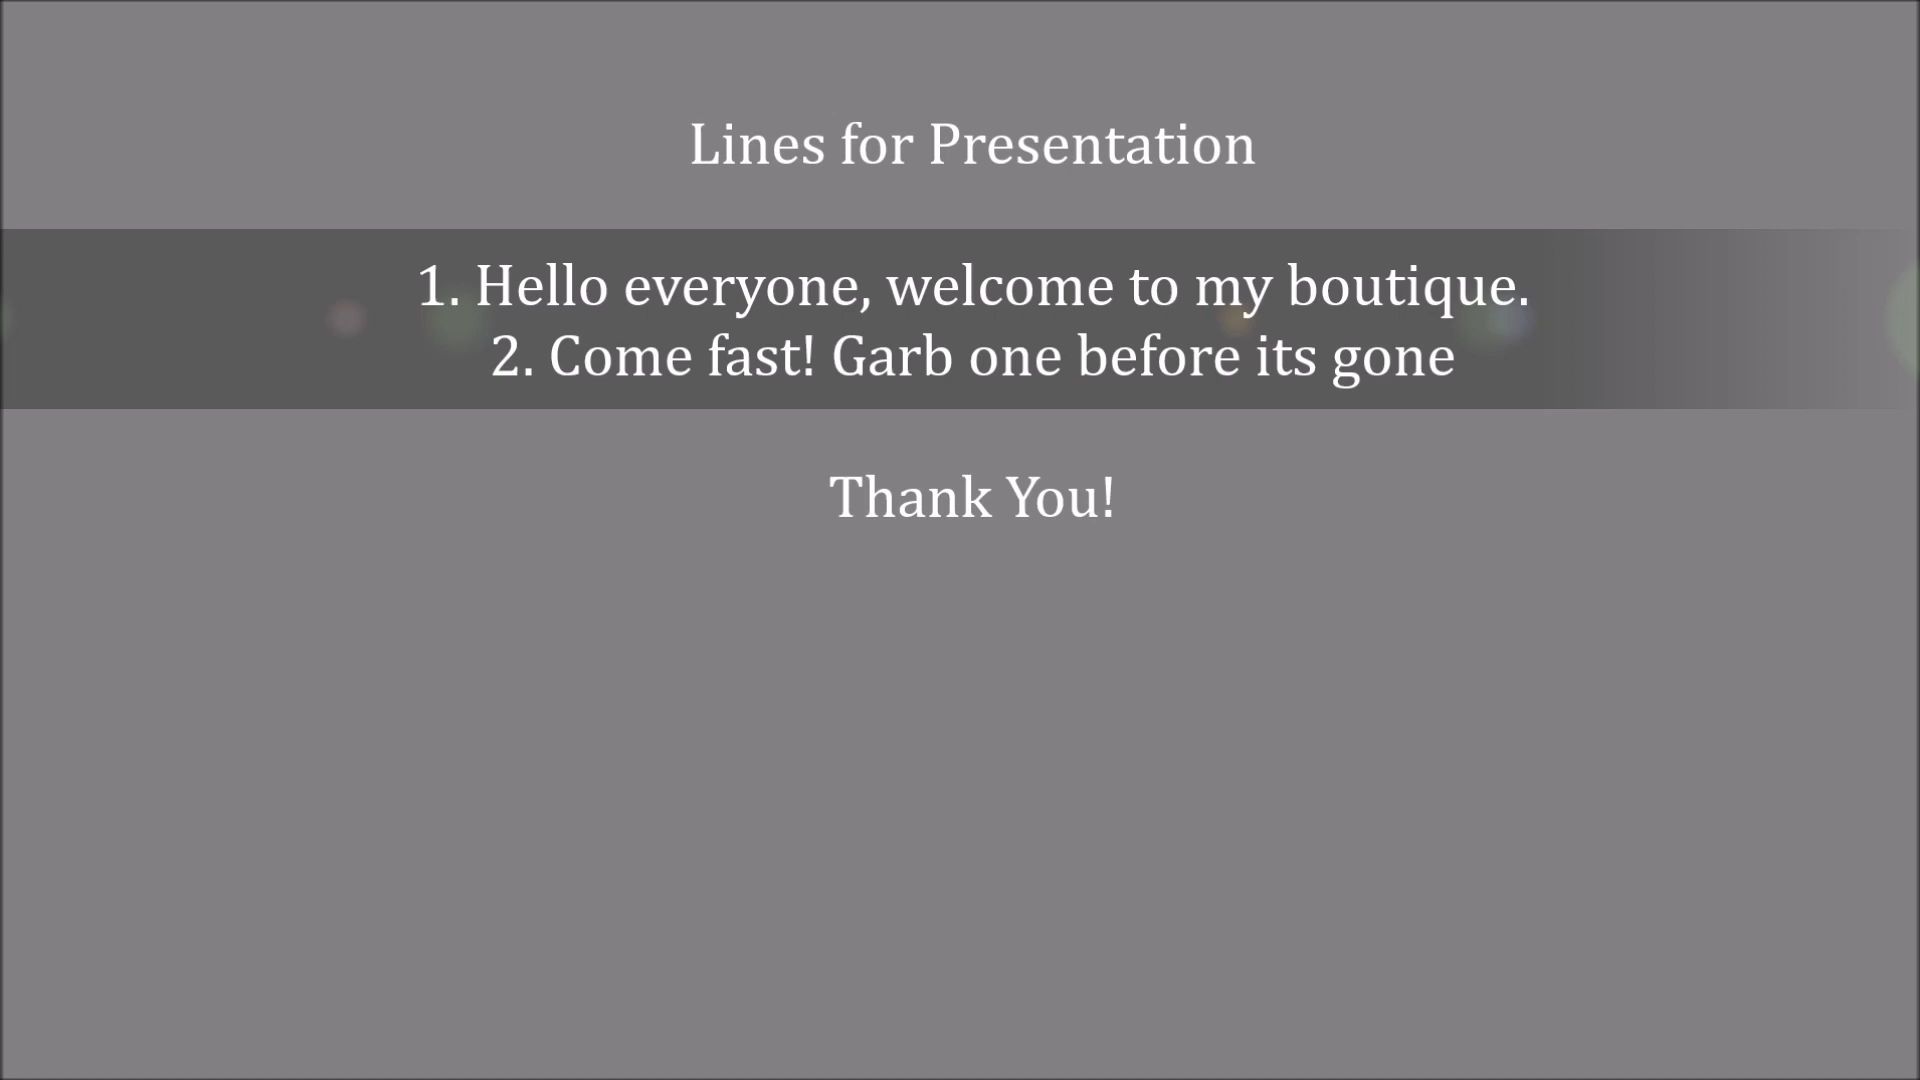 Lines for Presentation
1. Hello everyone, welcome to my boutique.
2. Come fast! Garb one before its gone
Thank You!